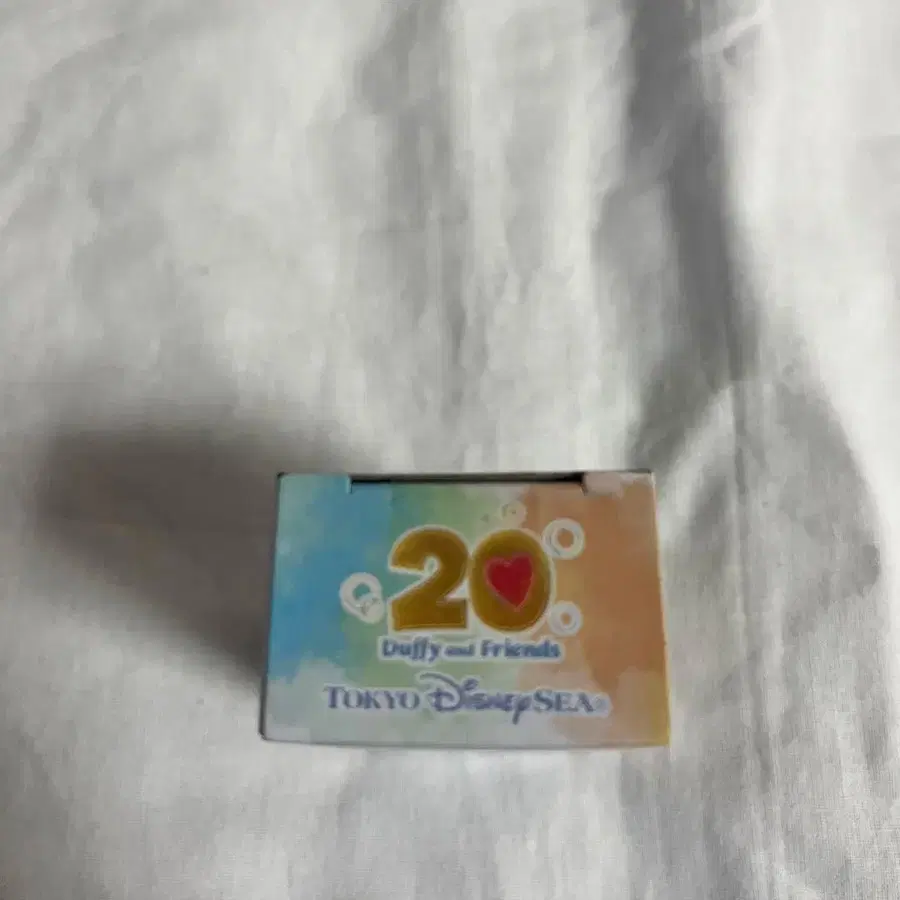 20
Duffy and Friends
TOKYO DISNEYSEA®